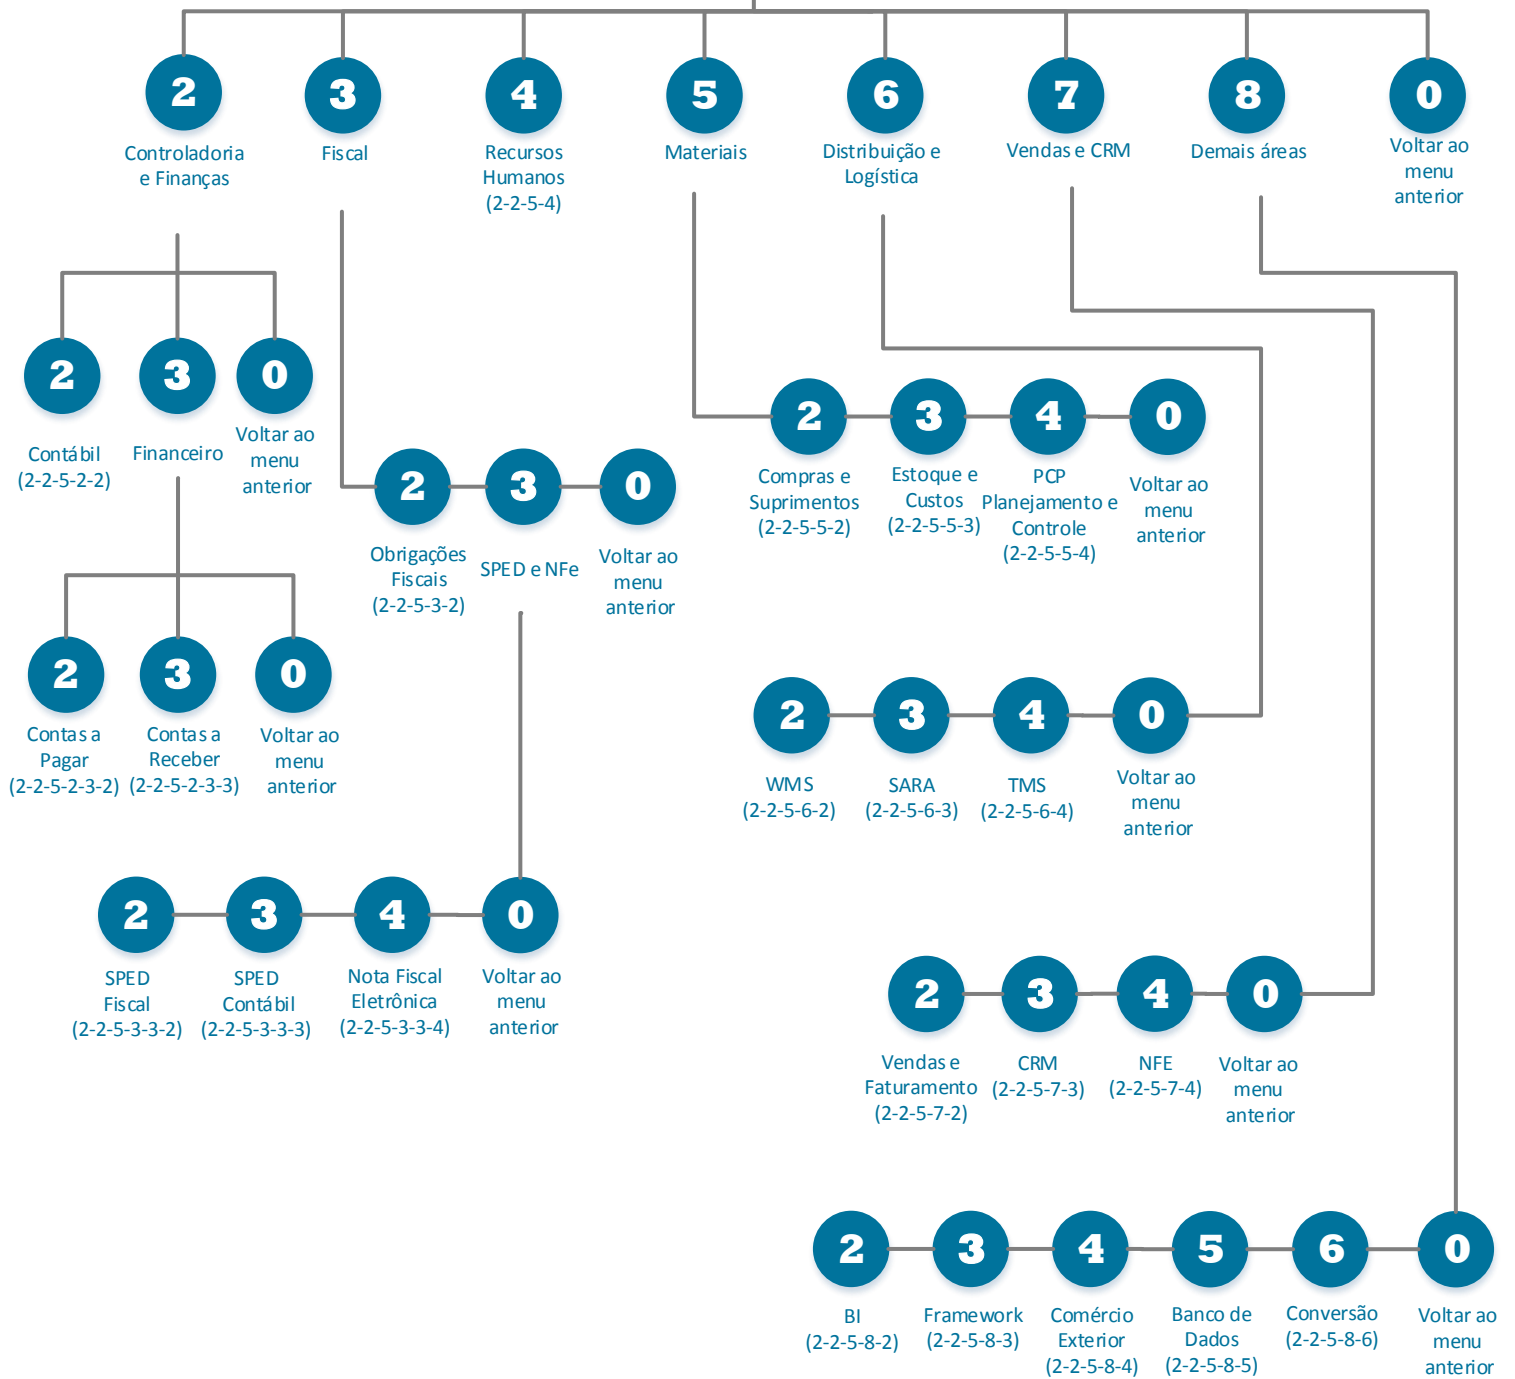 2
3
4
5
6
7
8
0
Controladoria
e Finanças
Fiscal
Recursos
Humanos
(2-2-5-4)
Materiais
Distribuição e
Logística
Vendas e CRM
Demais áreas
Voltar ao
menu
anterior
2
3
0
Contábil
(2-2-5-2-2)
Financeiro
Voltar ao
menu
anterior
2
3
4
0
Compras e
Suprimentos
(2-2-5-5-2)
Estoque e
Custos
(2-2-5-5-3)
PCP
Planejamento e
Controle
(2-2-5-5-4)
Voltar ao
menu
anterior
2
3
0
Obrigações
Fiscais
(2-2-5-3-2)
SPED e NFe
Voltar ao
menu
anterior
2
3
0
Contas a
Pagar
(2-2-5-2-3-2)
Contas a
Receber
(2-2-5-2-3-3)
Voltar ao
menu
anterior
2
3
4
0
WMS
(2-2-5-6-2)
SARA
(2-2-5-6-3)
TMS
(2-2-5-6-4)
Voltar ao
menu
anterior
2
3
4
0
SPED
Fiscal
(2-2-5-3-3-2)
SPED
Contábil
(2-2-5-3-3-3)
Nota Fiscal
Eletrônica
(2-2-5-3-3-4)
Voltar ao
menu
anterior
2
3
4
0
Vendas e
Faturamento
(2-2-5-7-2)
CRM
(2-2-5-7-3)
NFE
(2-2-5-7-4)
Voltar ao
menu
anterior
2
3
4
5
6
0
BI
(2-2-5-8-2)
Framework
(2-2-5-8-3)
Comércio
Exterior
(2-2-5-8-4)
Banco de
Dados
(2-2-5-8-5)
Conversão
(2-2-5-8-6)
Voltar ao
menu
anterior